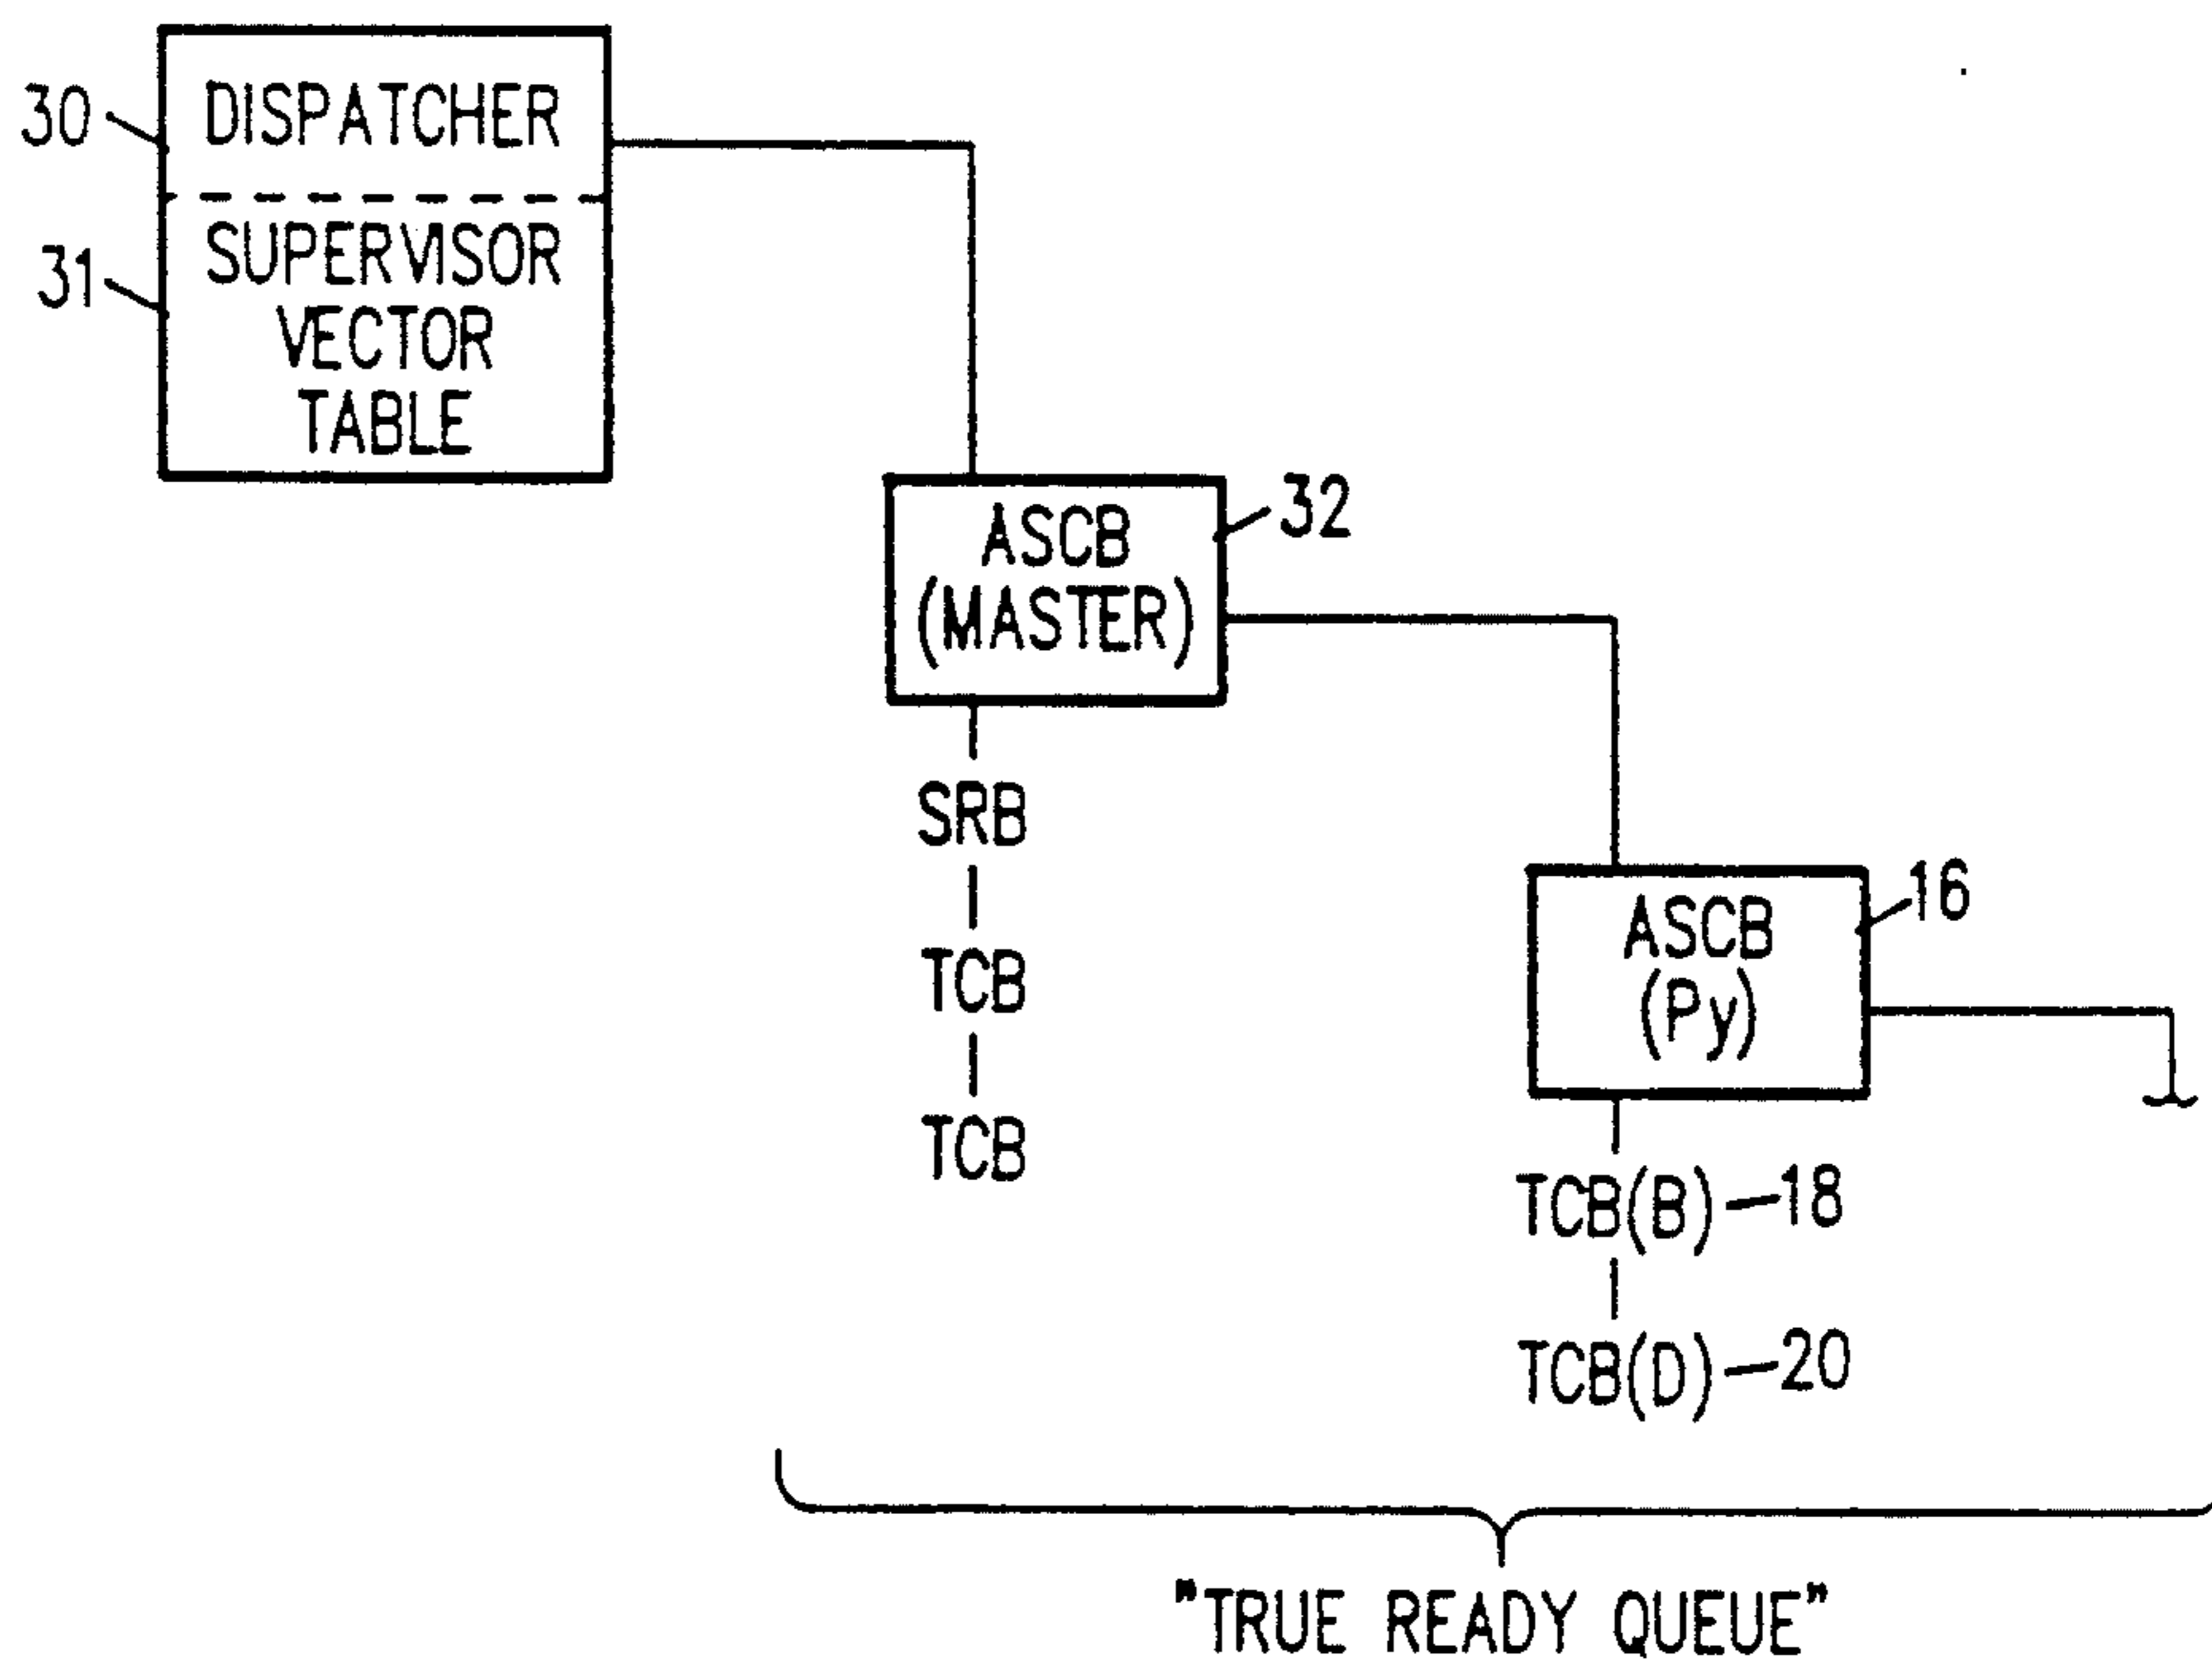 30
DISPATCHER
31
SUPERVISOR
VECTOR
TABLE
32
ASCB
(MASTER)
SRB
TCB
TCB
16
ASCB
(Py)
TCB(B)
18
TCB(D)
20
"TRUE READY QUEUE"